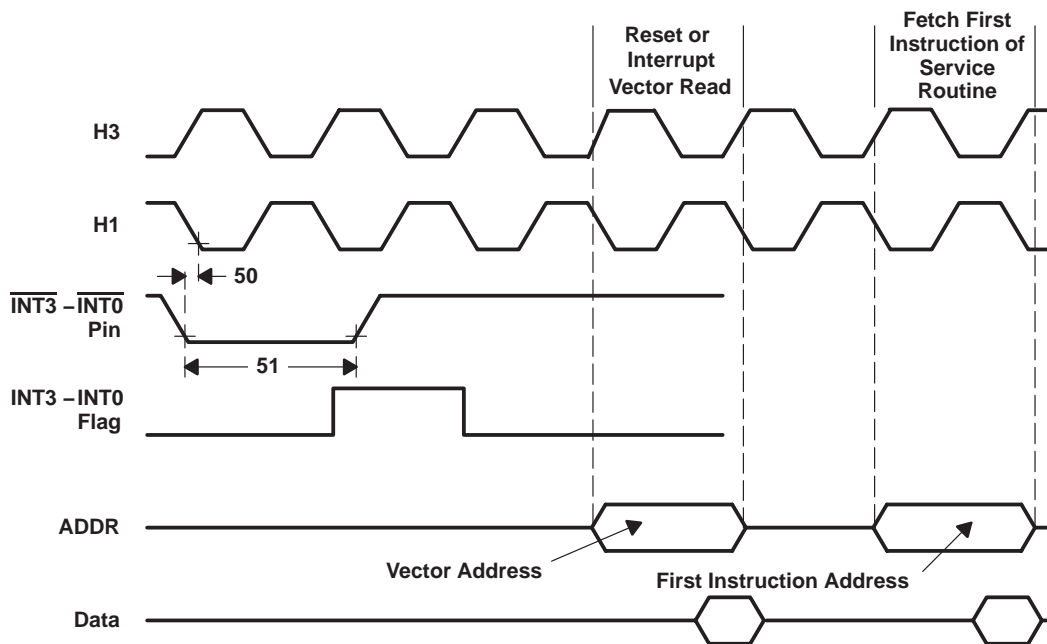 Reset or
Interrupt
Vector Read
Fetch First
Instruction of
Service
Routine
H3
H1
50
INT3 – INT0
Pin
51
INT3 – INT0
Flag
ADDR
Vector Address
First Instruction Address
Data